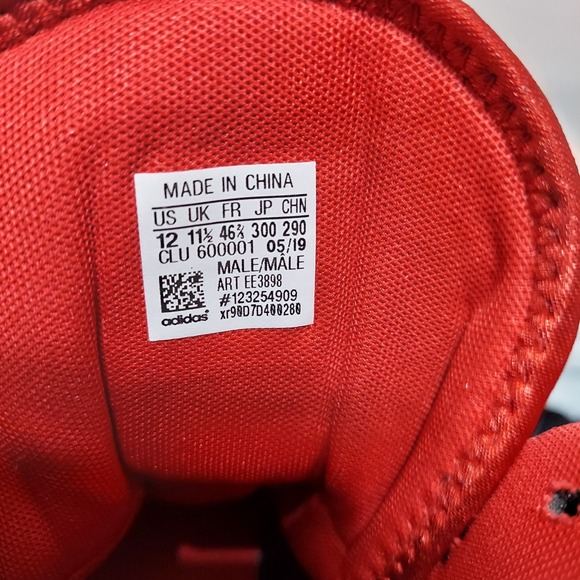 MADE IN CHINA
US UK FR JP CHN
12 11½ 46⅔ 300 290
CLU 600001 05/19
MALE/MÂLE
ART EE3898
#123254909
xr90D7D400280
adidas®